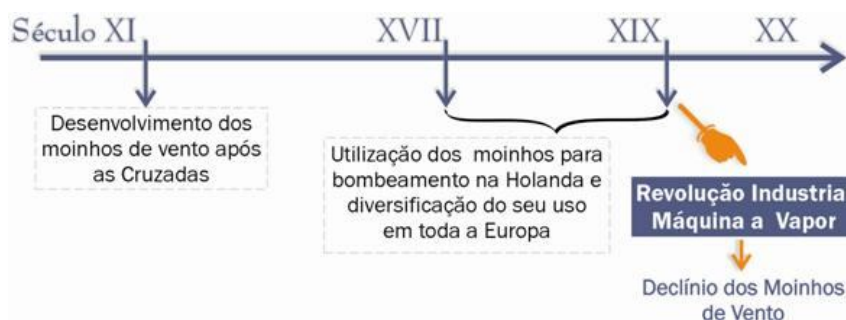 Século XI XVII XIX XX
Desenvolvimento dos
moinhos de vento após
as Cruzadas
Utilização dos moinhos para
bombeamento na Holanda e
diversificação do seu uso
em toda a Europa
Revolução Industria
Máquina a Vapor
Declínio dos Moinhos
de Vento